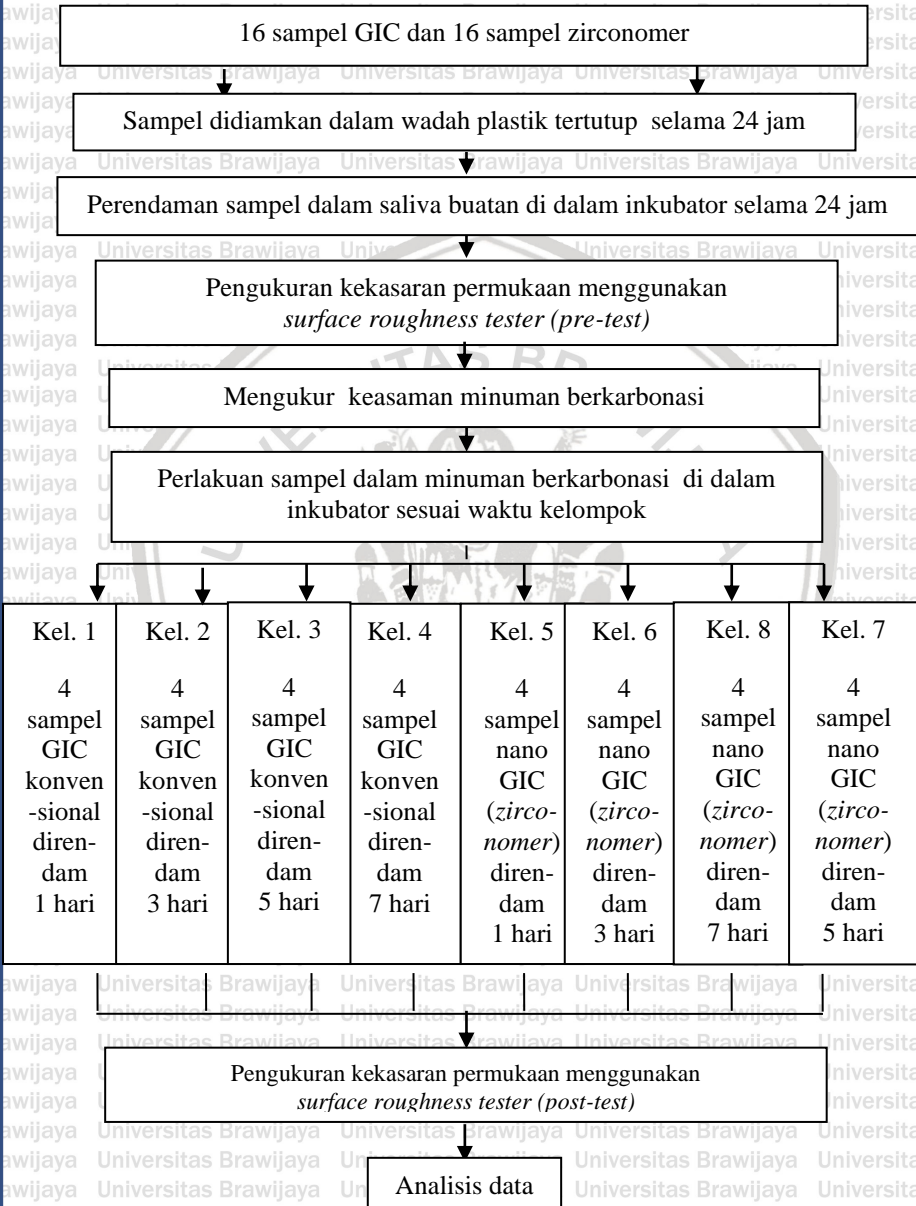 16 sampel GIC dan 16 sampel zirconomer
Sampel didiamkan dalam wadah plastik tertutup selama 24 jam
Perendaman sampel dalam saliva buatan di dalam inkubator selama 24 jam
Pengukuran kekasaran permukaan menggunakan
surface roughness tester (pre-test)
Mengukur keasaman minuman berkarbonasi
Perlakuan sampel dalam minuman berkarbonasi di dalam
inkubator sesuai waktu kelompok
Kel. 1
4
sampel
GIC
konven
-sional
diren-
dam
1 hari
Kel. 2
4
sampel
GIC
konven
-sional
diren-
dam
3 hari
Kel. 3
4
sampel
GIC
konven
-sional
diren-
dam
5 hari
Kel. 4
4
sampel
GIC
konven
-sional
diren-
dam
7 hari
Kel. 5
4
sampel
nano
GIC
(zirco-
nomer)
diren-
dam
1 hari
Kel. 6
4
sampel
nano
GIC
(zirco-
nomer)
diren-
dam
3 hari
Kel. 8
4
sampel
nano
GIC
(zirco-
nomer)
diren-
dam
7 hari
Kel. 7
4
sampel
nano
GIC
(zirco-
nomer)
diren-
dam
5 hari
Pengukuran kekasaran permukaan menggunakan
surface roughness tester (post-test)
Analisis data